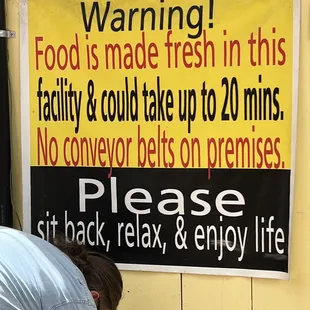 Warning!
Food is made fresh in this
facility & could take up to 20 mins.
No conveyor belts on premises.
Please
sit back, relax, & enjoy life